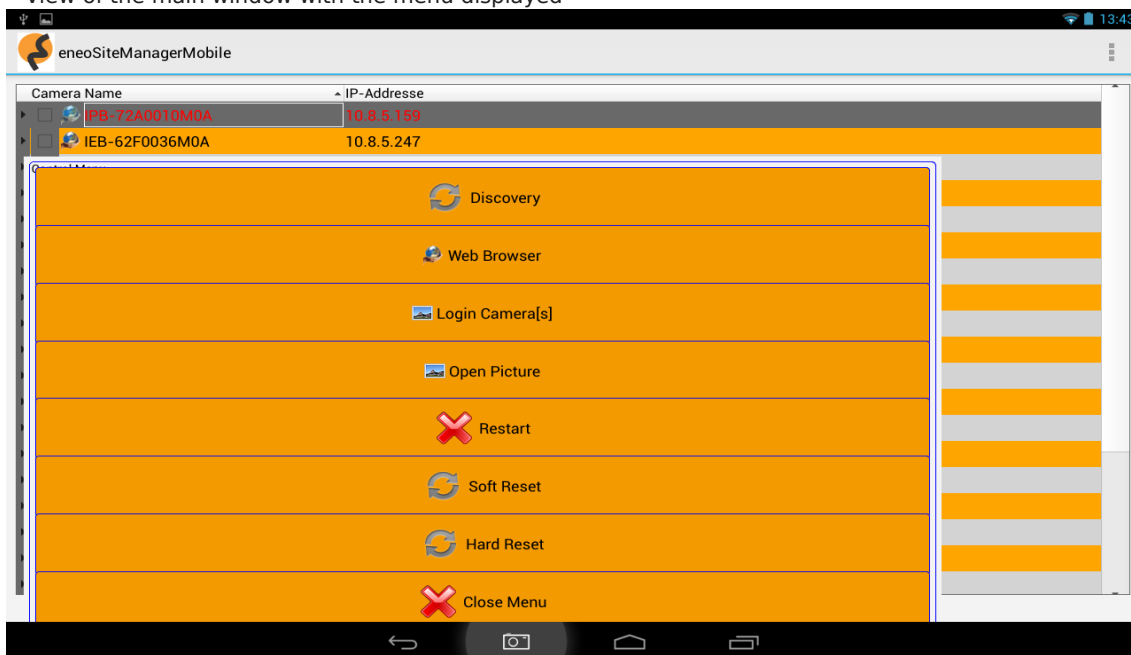 view of the main window with the menu displayed
13:43
eneoSiteManagerMobile
Camera Name IP-Addresse
IPB-72A0010M0A 10.8.5.159
IEB-62F0036M0A 10.8.5.247
Control Menu
Discovery
Web Browser
Login Camera[s]
Open Picture
Restart
Soft Reset
Hard Reset
Close Menu